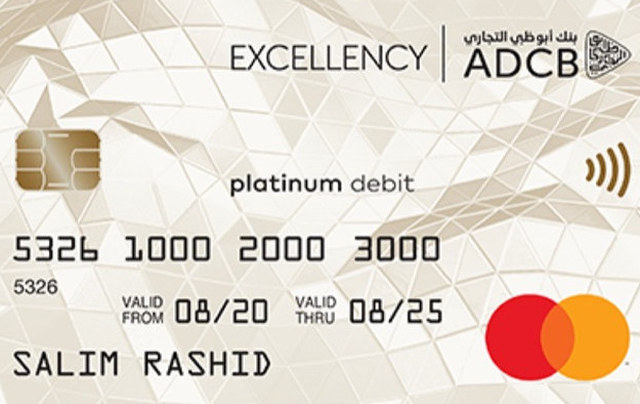 EXCELLENCY
بنك أبوظبي التجاري
ADCB
platinum debit
5326 1000 2000 3000
5326
VALID FROM 08/20 VALID THRU 08/25
SALIM RASHID